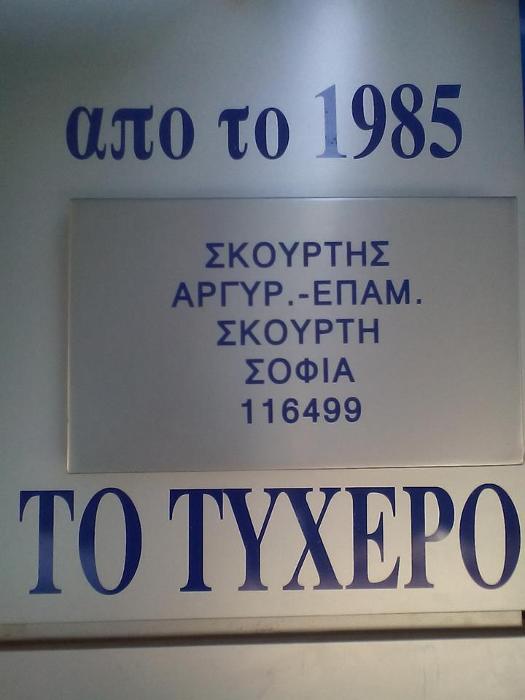 απο το 1985
ΣΚΟΥΡΤΗΣ
ΑΡΓΥΡ.-ΕΠΑΜ.
ΣΚΟΥΡΤΗ
ΣΟΦΙΑ
116499
ΤΟ ΤΥΧΕΡΟ